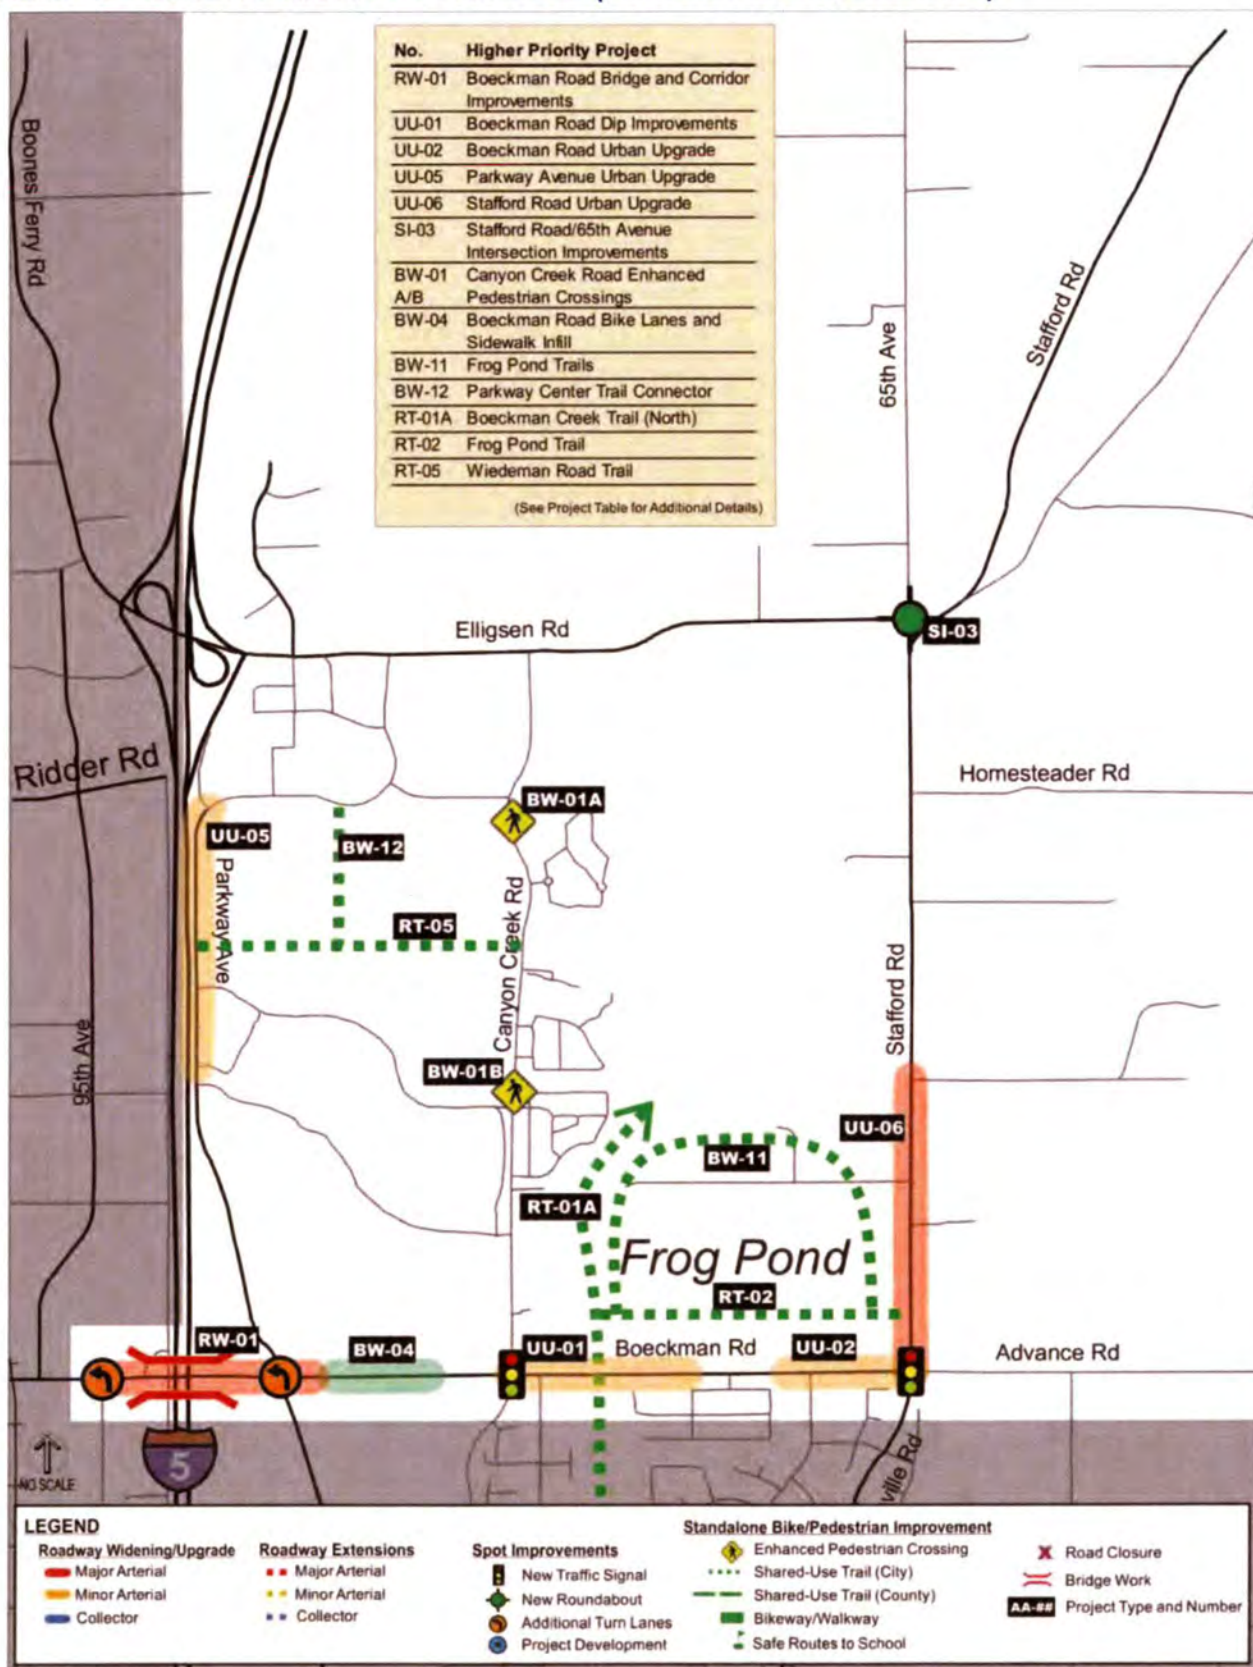 No. Higher Priority Project
RW-01 Boeckman Road Bridge and Corridor
Improvements
UU-01 Boeckman Road Dip Improvements
UU-02 Boeckman Road Urban Upgrade
UU-05 Parkway Avenue Urban Upgrade
UU-06 Stafford Road Urban Upgrade
SI-03 Stafford Road/65th Avenue
Intersection Improvements
BW-01 Canyon Creek Road Enhanced
A/B Pedestrian Crossings
BW-04 Boeckman Road Bike Lanes and
Sidewalk Infill
BW-11 Frog Pond Trails
BW-12 Parkway Center Trail Connector
RT-01A Boeckman Creek Trail (North)
RT-02 Frog Pond Trail
RT-05 Wiedeman Road Trail
(See Project Table for Additional Details)
Boones Ferry Rd
65th Ave
Stafford Rd
Elligsen Rd
SI-03
Ridder Rd
Homesteader Rd
BW-01A
UU-05
BW-12
Parkway Ave
RT-05
Canyon Creek Rd
Stafford Rd
95th Ave
BW-01B
UU-06
BW-11
RT-01A
Frog Pond
RT-02
RW-01
BW-04
UU-01
Boeckman Rd
UU-02
Advance Rd
5
NO SCALE
ville Rd
LEGEND
Roadway Widening/Upgrade
Major Arterial
Minor Arterial
Collector
Roadway Extensions
Major Arterial
Minor Arterial
Collector
Spot Improvements
New Traffic Signal
New Roundabout
Additional Turn Lanes
Project Development
Standalone Bike/Pedestrian Improvement
Enhanced Pedestrian Crossing
Shared-Use Trail (City)
Shared-Use Trail (County)
Bikeway/Walkway
Safe Routes to School
Road Closure
Bridge Work
AA-## Project Type and Number